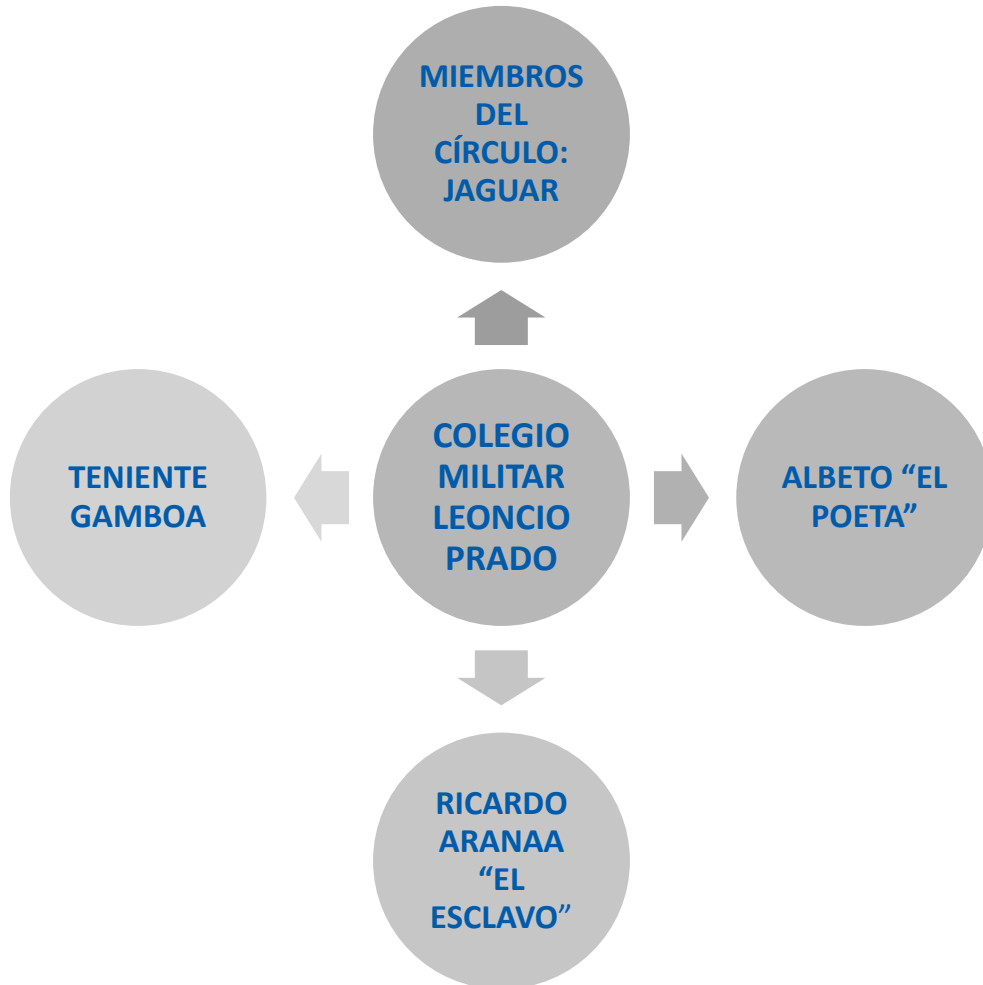 MIEMBROS
DEL
CÍRCULO:
JAGUAR
TENIENTE
GAMBOA
COLEGIO
MILITAR
LEONCIO
PRADO
ALBETO “EL
POETA”
RICARDO
ARANAA
“EL
ESCLAVO”